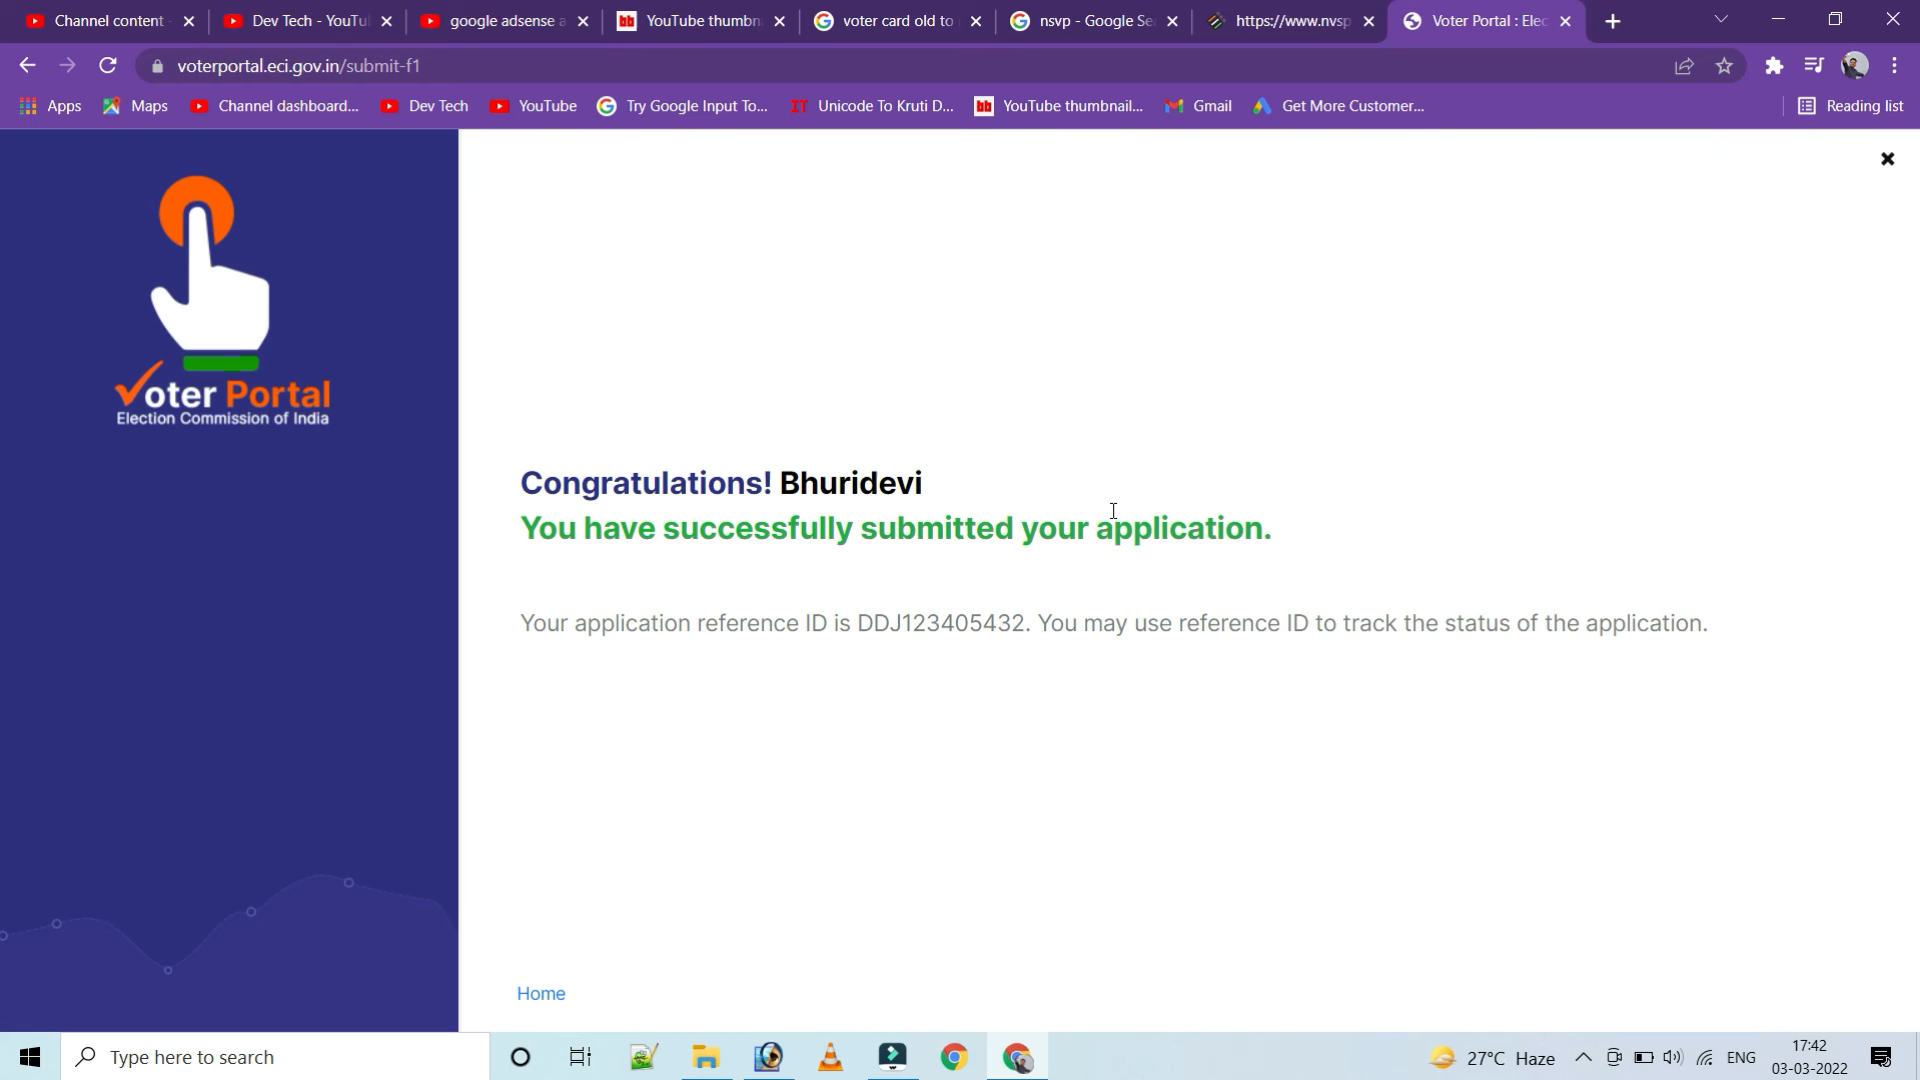 Channel content
Dev Tech - YouTu
google adsense a
YouTube thumbn
voter card old to
nsvp - Google Se
https://www.nvsp
Voter Portal : Elec
voterportal.eci.gov.in/submit-f1
Apps
Maps
Channel dashboard...
Dev Tech
YouTube
Try Google Input To...
Unicode To Kruti D...
YouTube thumbnail...
Gmail
Get More Customer...
Reading list
Voter Portal
Election Commission of India
Congratulations! Bhuridevi
You have successfully submitted your application.
Your application reference ID is DDJ123405432. You may use reference ID to track the status of the application.
Home
Type here to search
27°C Haze
ENG
17:42
03-03-2022